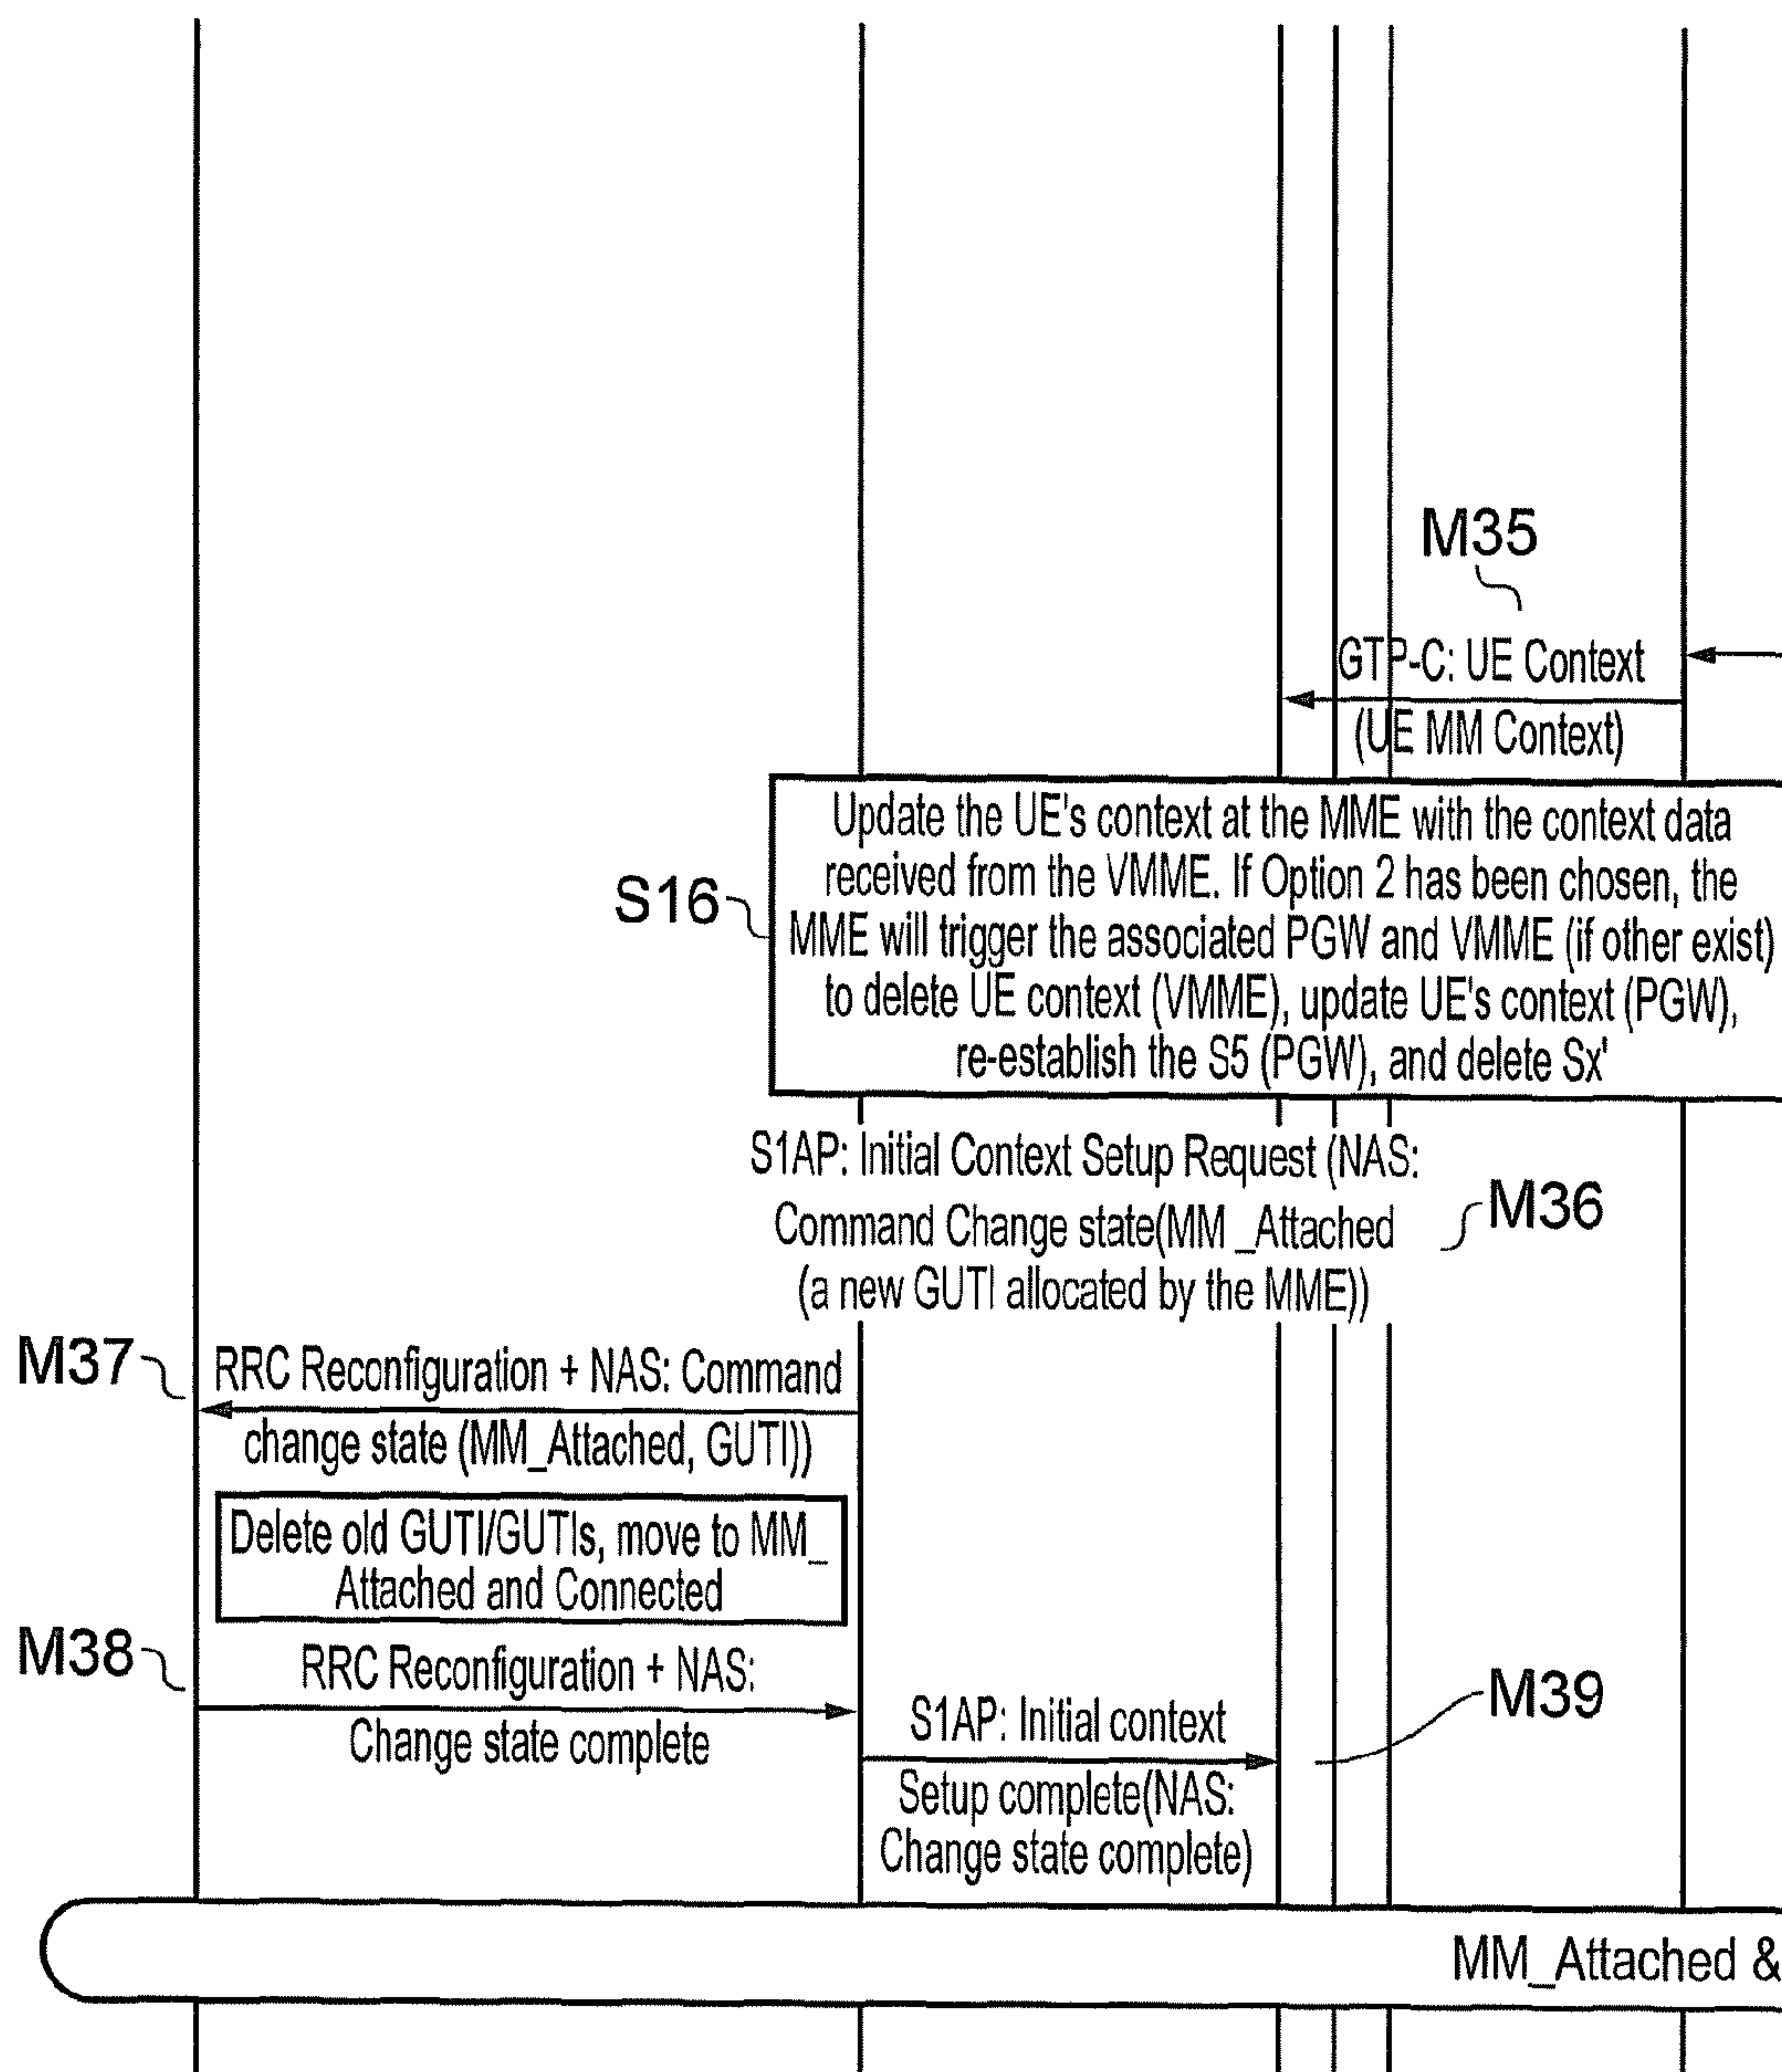 M35
GTP-C: UE Context
(UE MM Context)
S16
Update the UE's context at the MME with the context data
received from the VMME. If Option 2 has been chosen, the
MME will trigger the associated PGW and VMME (if other exist)
to delete UE context (VMME), update UE's context (PGW),
re-establish the S5 (PGW), and delete Sx'
S1AP: Initial Context Setup Request (NAS:
Command Change state(MM _Attached
(a new GUTI allocated by the MME))
M36
M37
RRC Reconfiguration + NAS: Command
change state (MM_Attached, GUTI))
Delete old GUTI/GUTIs, move to MM_
Attached and Connected
M38
RRC Reconfiguration + NAS:
Change state complete
M39
S1AP: Initial context
Setup complete(NAS:
Change state complete)
MM_Attached &